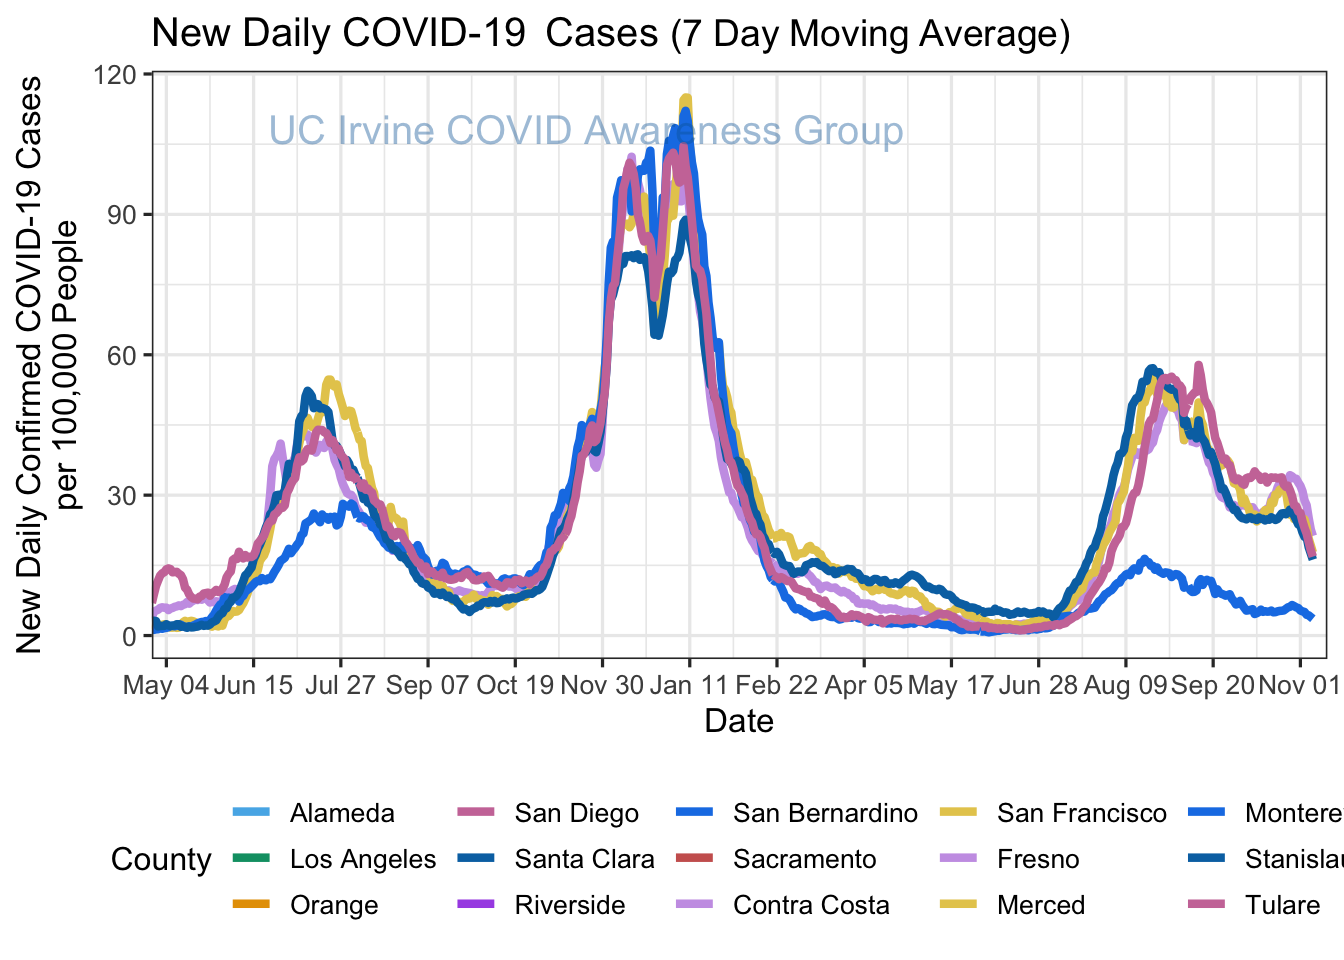 New Daily COVID-19 Cases (7 Day Moving Average)
UC Irvine COVID Awareness Group
New Daily Confirmed COVID-19 Cases
per 100,000 People
120
90
60
30
0
May 04 Jun 15 Jul 27 Sep 07 Oct 19 Nov 30 Jan 11 Feb 22 Apr 05 May 17 Jun 28 Aug 09 Sep 20 Nov 01
Date
County
Alameda San Diego San Bernardino San Francisco Montere
Los Angeles Santa Clara Sacramento Fresno Stanislau
Orange Riverside Contra Costa Merced Tulare